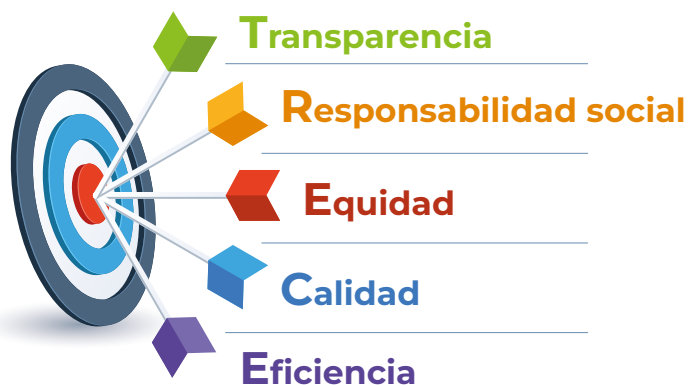 Transparencia
Responsabilidad social
Equidad
Calidad
Eficiencia